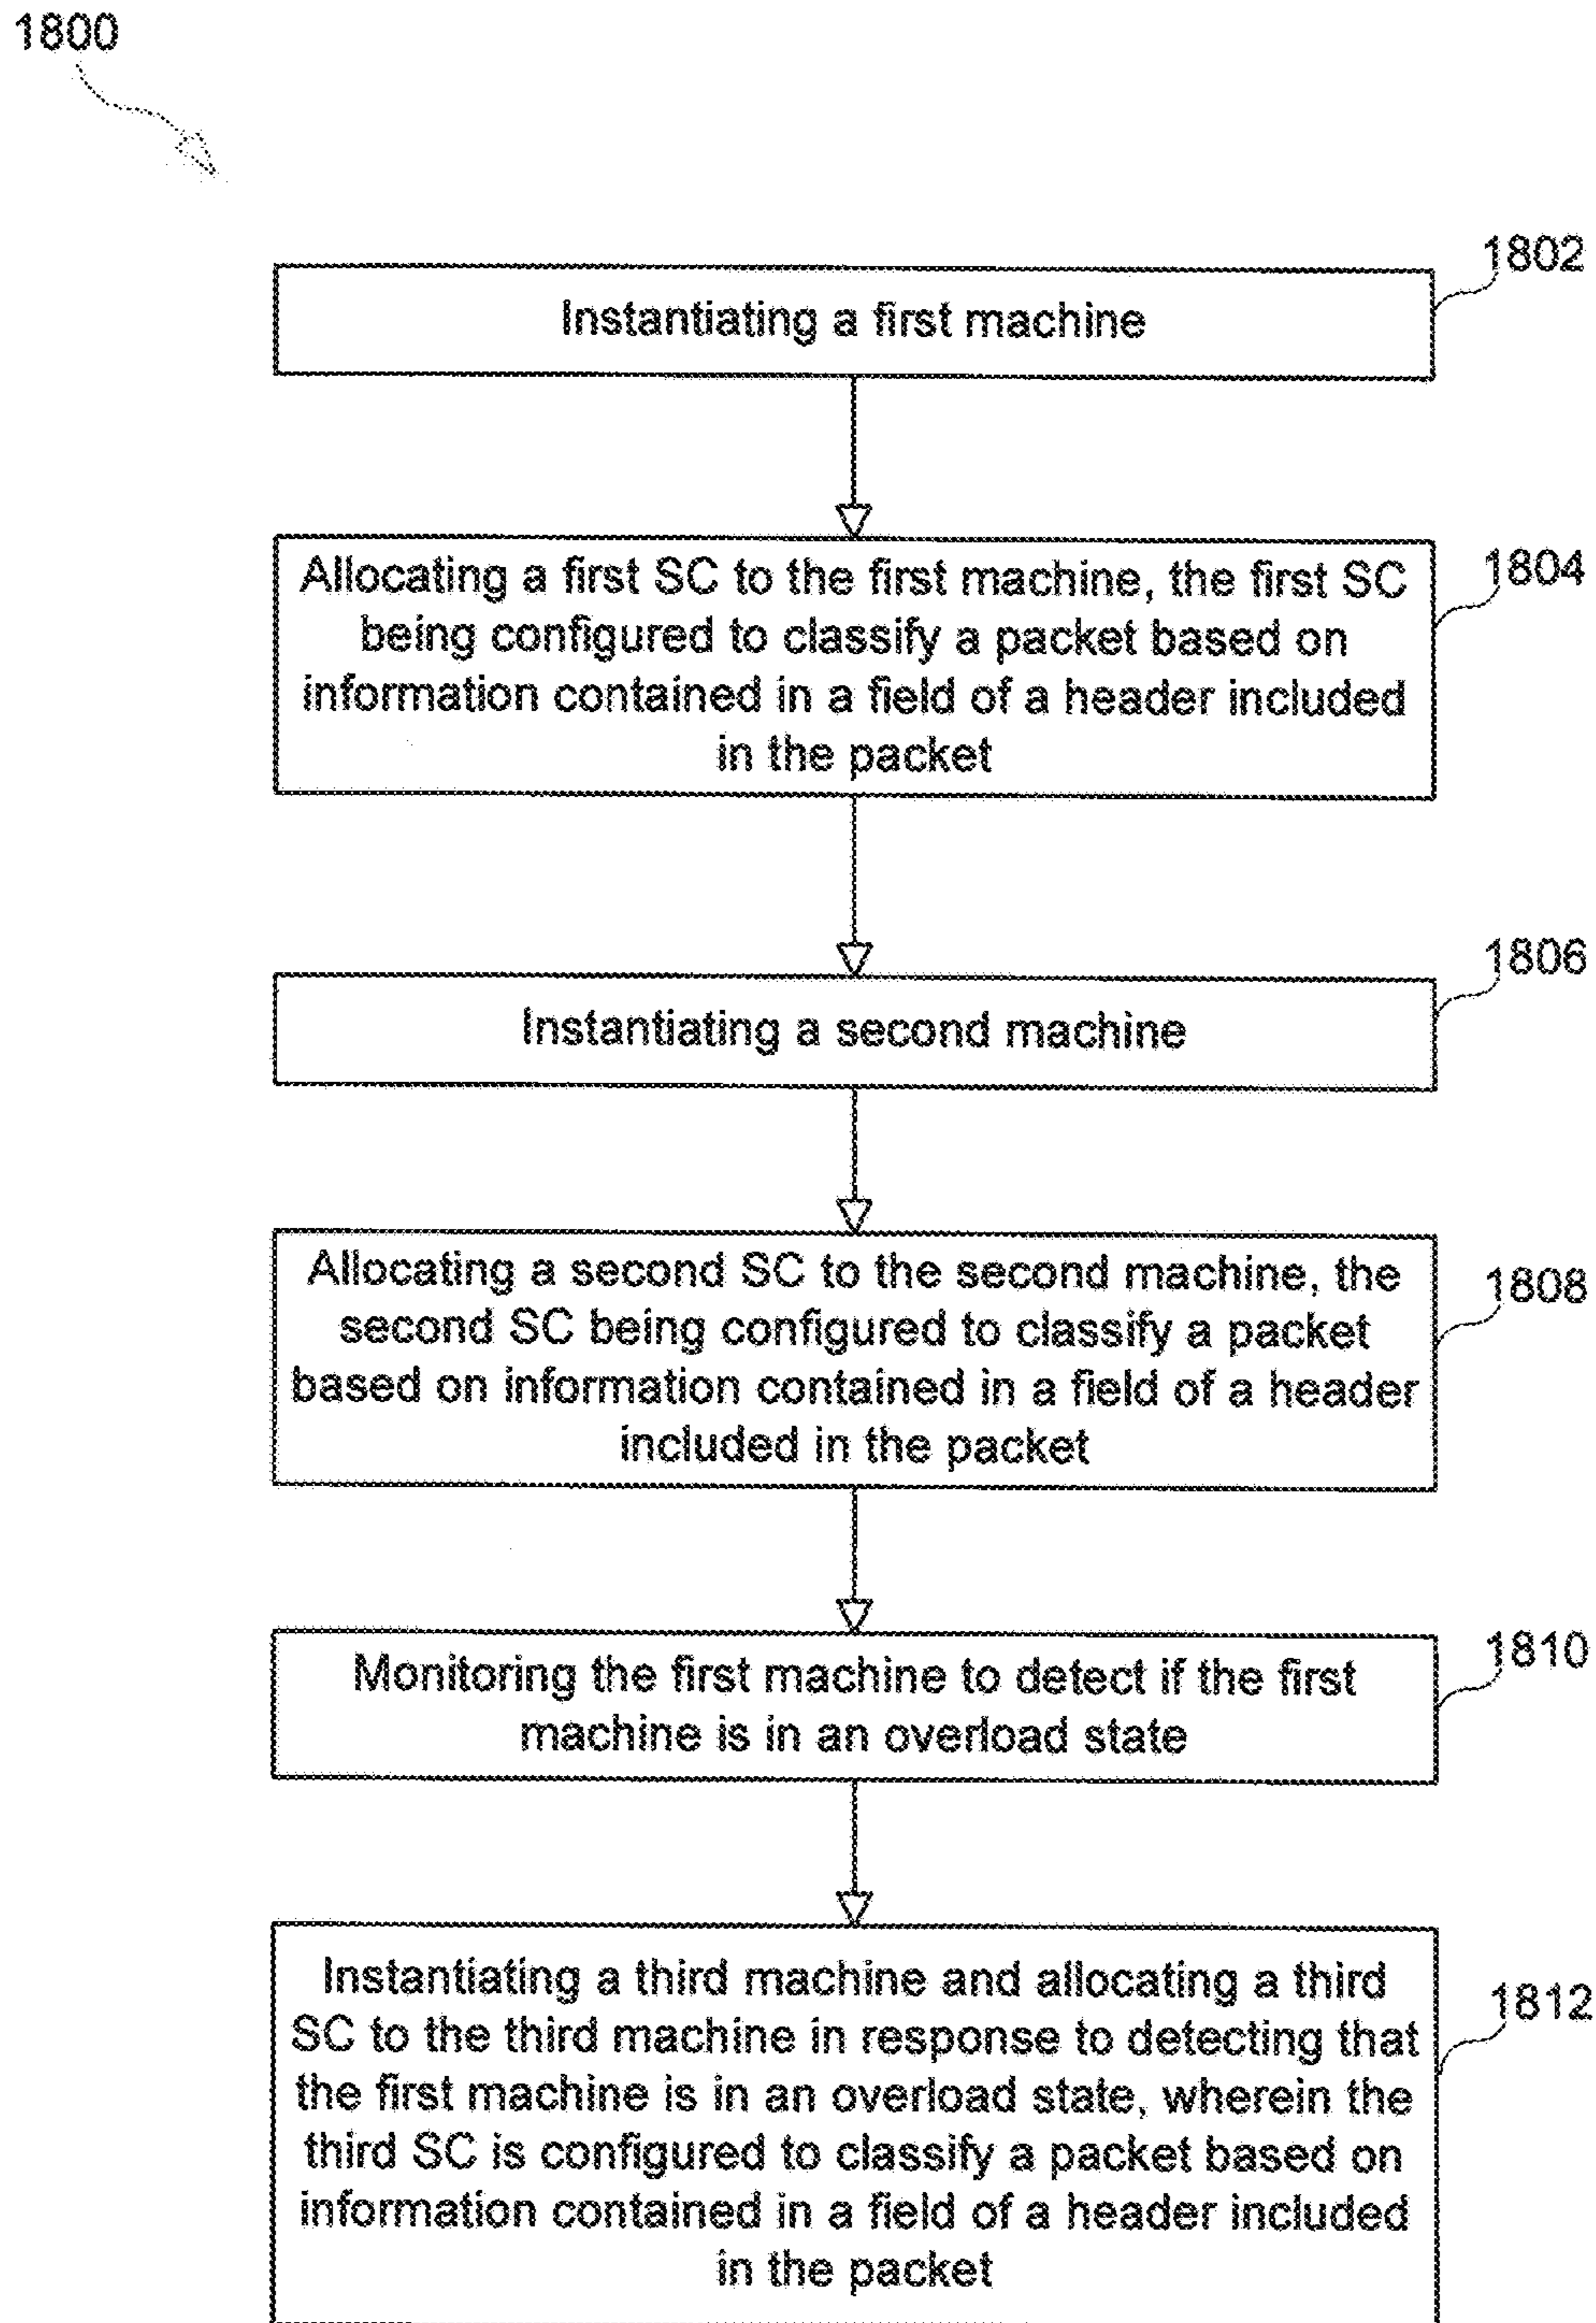 1800
1802
Instantiating a first machine
1804
Allocating a first SC to the first machine, the first SC
being configured to classify a packet based on
information contained in a field of a header included
in the packet
1806
Instantiating a second machine
1808
Allocating a second SC to the second machine, the
second SC being configured to classify a packet
based on information contained in a field of a header
included in the packet
1810
Monitoring the first machine to detect if the first
machine is in an overload state
1812
Instantiating a third machine and allocating a third
SC to the third machine in response to detecting that
the first machine is in an overload state, wherein the
third SC is configured to classify a packet based on
information contained in a field of a header included
in the packet